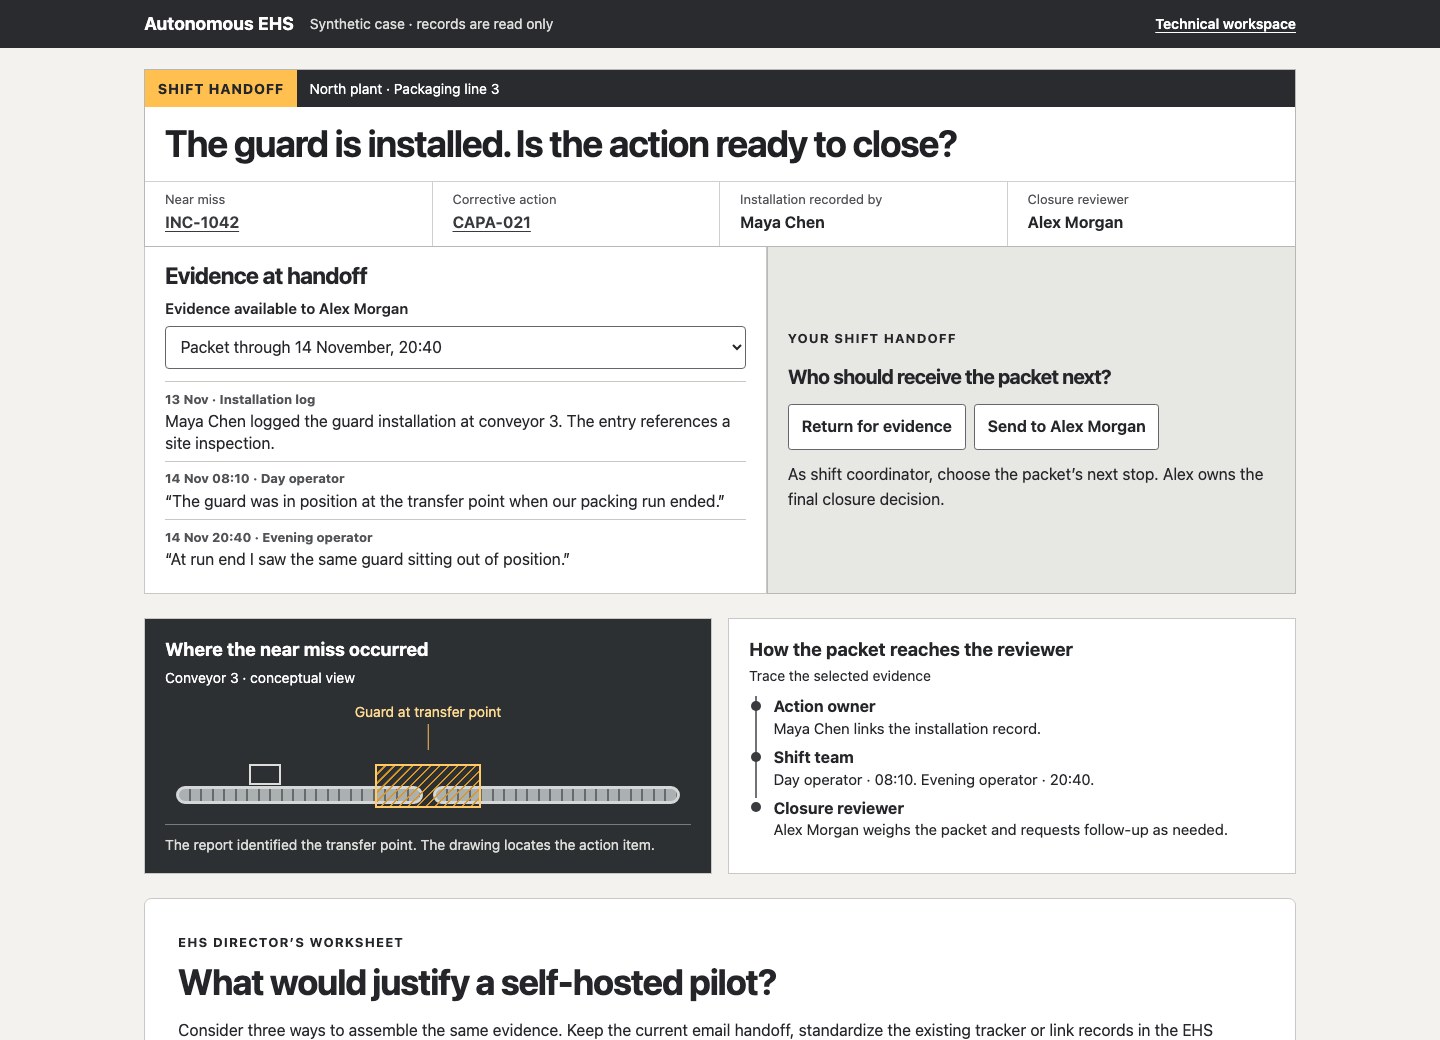 Autonomous EHS
Synthetic case · records are read only
Technical workspace
SHIFT HANDOFF
North plant · Packaging line 3
The guard is installed. Is the action ready to close?
Near miss
INC-1042
Corrective action
CAPA-021
Installation recorded by
Maya Chen
Closure reviewer
Alex Morgan
Evidence at handoff
Evidence available to Alex Morgan
Packet through 14 November, 20:40
13 Nov · Installation log
Maya Chen logged the guard installation at conveyor 3. The entry references a
site inspection.
14 Nov 08:10 · Day operator
“The guard was in position at the transfer point when our packing run ended.”
14 Nov 20:40 · Evening operator
“At run end I saw the same guard sitting out of position.”
YOUR SHIFT HANDOFF
Who should receive the packet next?
Return for evidence
Send to Alex Morgan
As shift coordinator, choose the packet’s next stop. Alex owns the
final closure decision.
Where the near miss occurred
Conveyor 3 · conceptual view
Guard at transfer point
The report identified the transfer point. The drawing locates the action item.
How the packet reaches the reviewer
Trace the selected evidence
Action owner
Maya Chen links the installation record.
Shift team
Day operator · 08:10. Evening operator · 20:40.
Closure reviewer
Alex Morgan weighs the packet and requests follow-up as needed.
EHS DIRECTOR’S WORKSHEET
What would justify a self-hosted pilot?
Consider three ways to assemble the same evidence. Keep the current email handoff, standardize the existing tracker or link records in the EHS